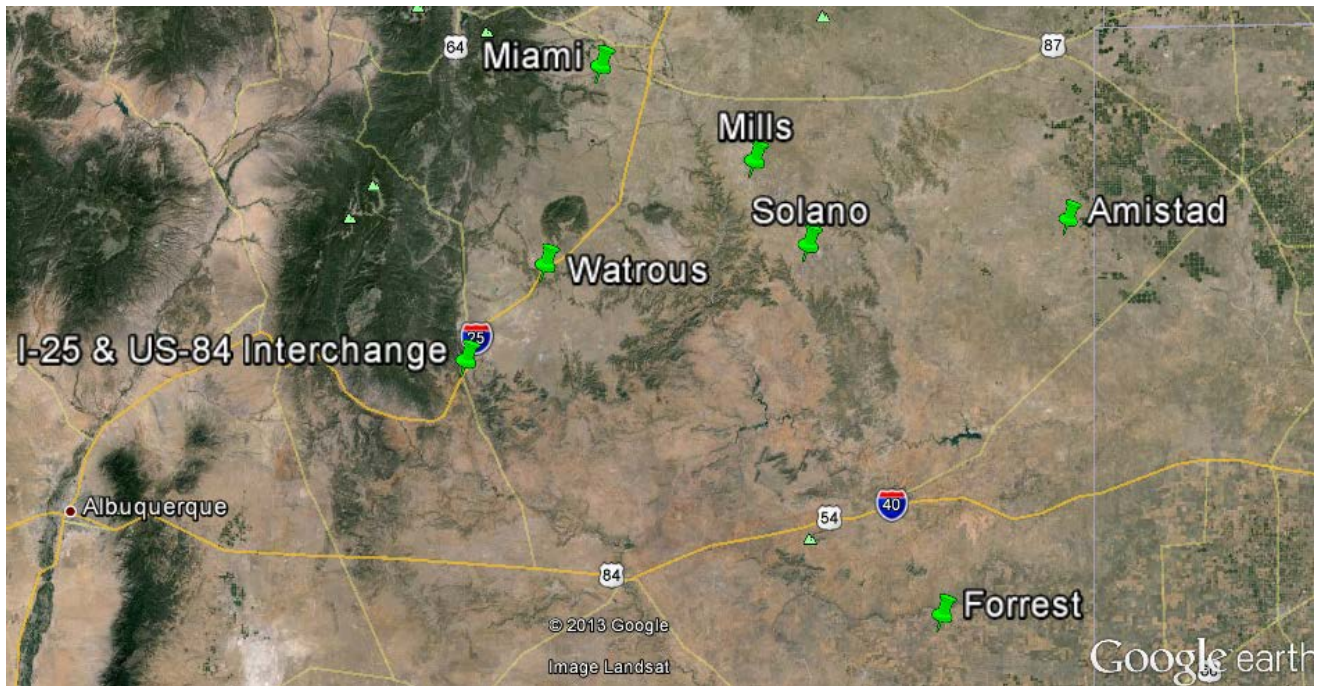 64
Miami
87
Mills
Solano
Amistad
Watrous
25
I-25 & US-84 Interchange
Albuquerque
40
54
84
Forrest
© 2013 Google
Image Landsat
Google earth